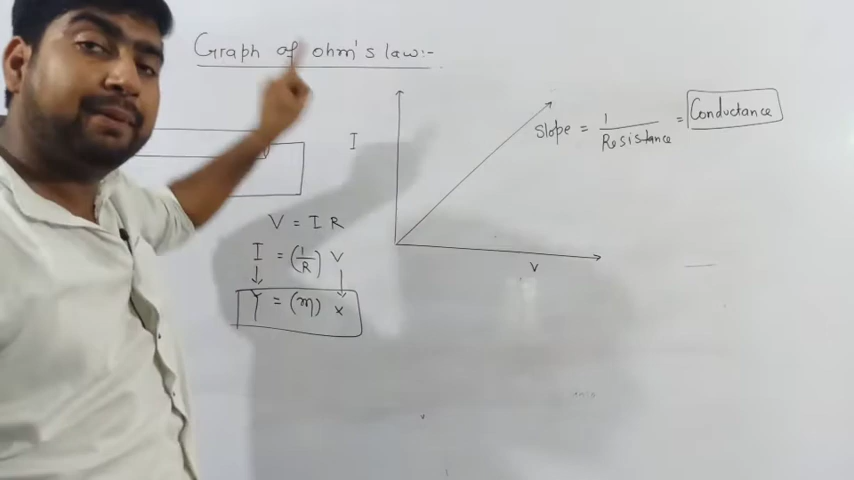 Graph of ohm's law:-
I
Slope = 1/Resistance = Conductance
V = I R
I = (1/R) V
Y = (m) x
V